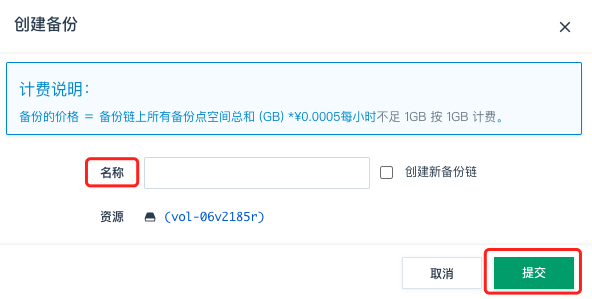 创建备份
计费说明：
备份的价格 = 备份链上所有备份点空间总和 (GB) *¥0.0005每小时不足 1GB 按 1GB 计费。
名称
创建新备份链
资源 (vol-06v2185r)
取消 提交